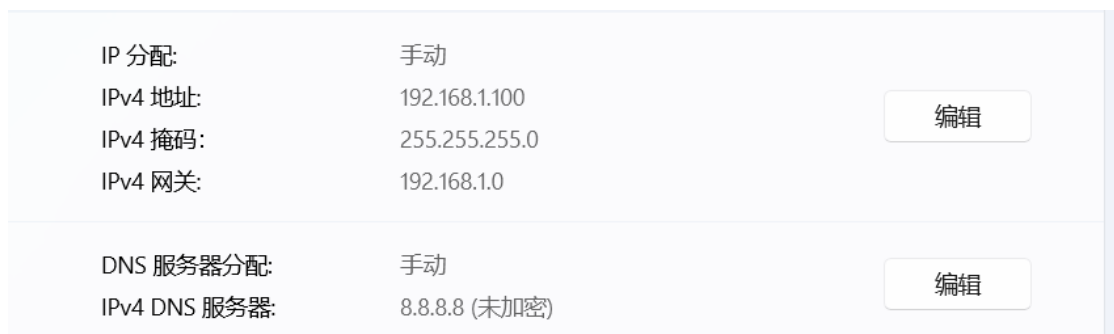 IP 分配: 手动
IPv4 地址: 192.168.1.100
IPv4 掩码： 255.255.255.0
IPv4 网关: 192.168.1.0
编辑
DNS 服务器分配: 手动
IPv4 DNS 服务器: 8.8.8.8 (未加密)
编辑